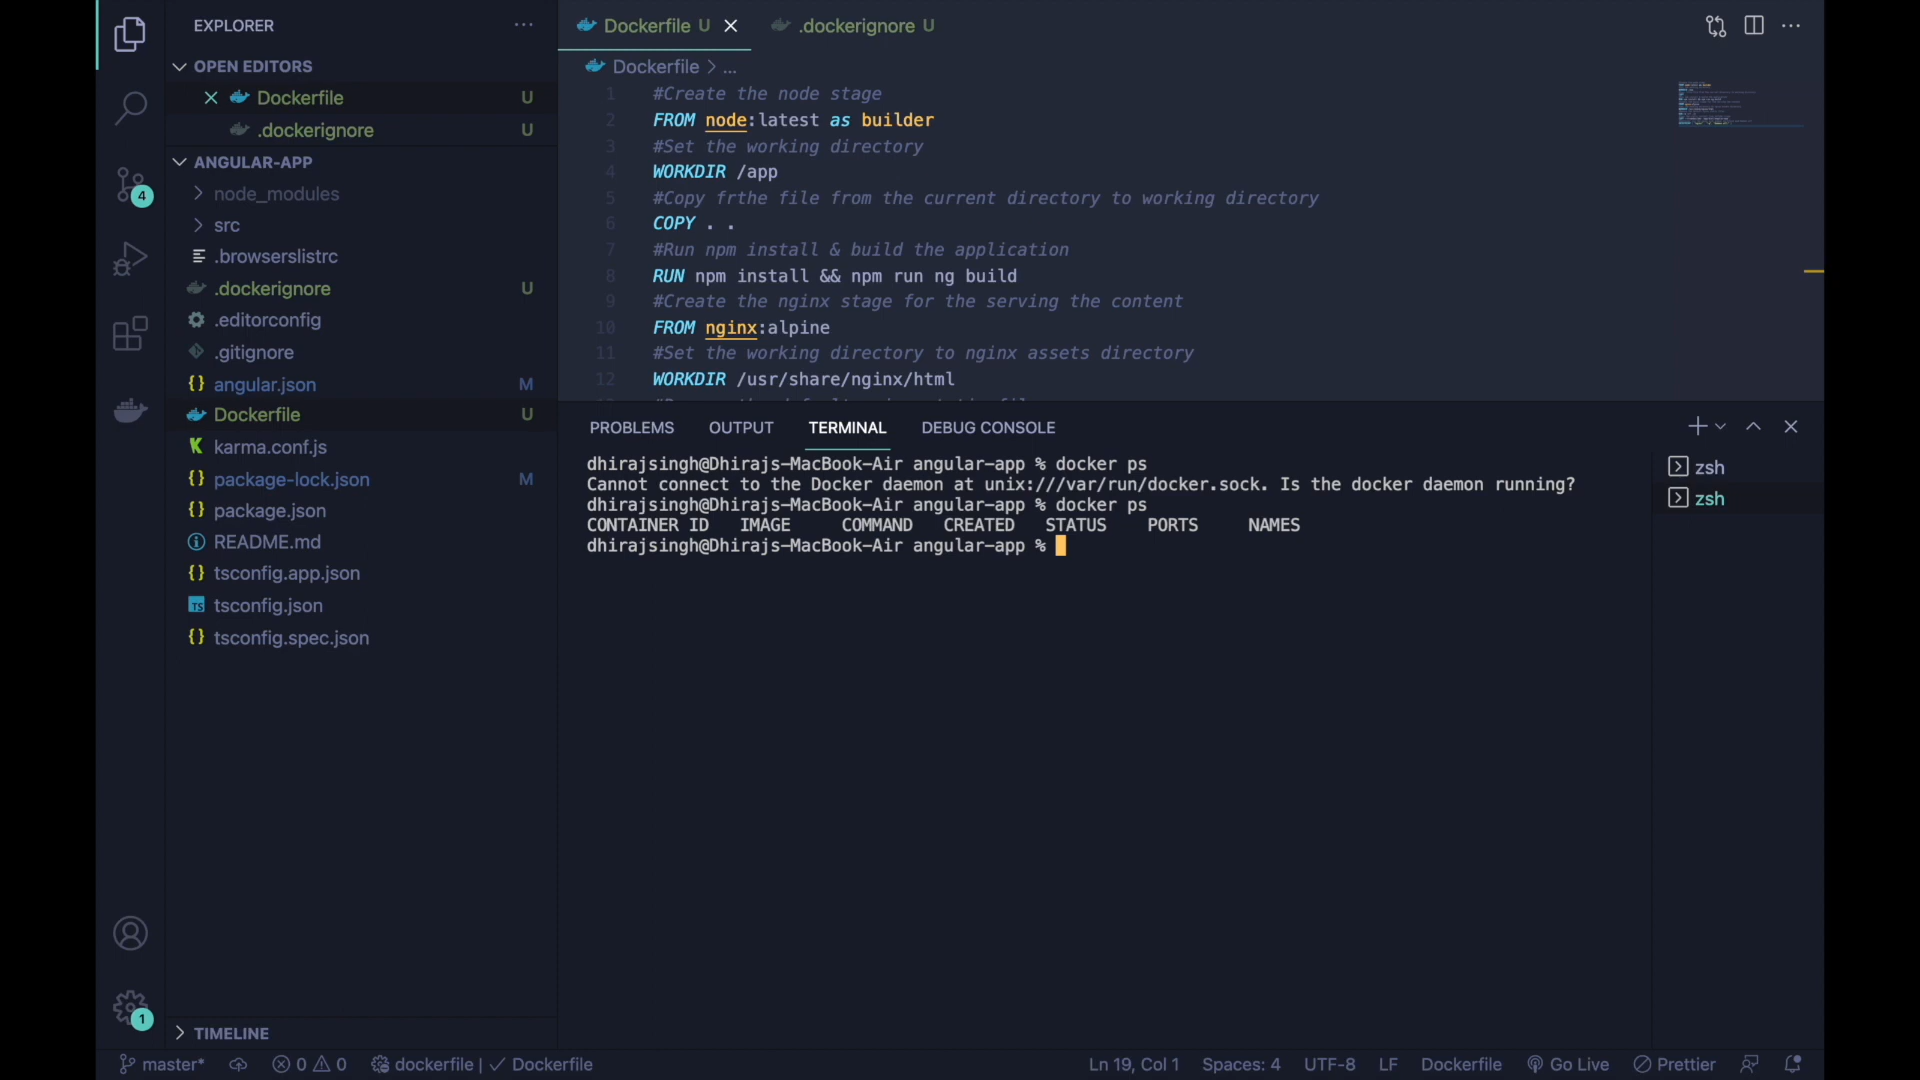 EXPLORER
OPEN EDITORS
Dockerfile U
.dockerignore U
ANGULAR-APP
node_modules
src
.browserslistrc
.dockerignore U
.editorconfig
.gitignore
angular.json M
Dockerfile U
karma.conf.js
package-lock.json M
package.json
README.md
tsconfig.app.json
tsconfig.json
tsconfig.spec.json
TIMELINE
4
1
Dockerfile U
.dockerignore U
Dockerfile > ...
1 #Create the node stage
2 FROM node:latest as builder
3 #Set the working directory
4 WORKDIR /app
5 #Copy frthe file from the current directory to working directory
6 COPY . .
7 #Run npm install & build the application
8 RUN npm install && npm run ng build
9 #Create the nginx stage for the serving the content
10 FROM nginx:alpine
11 #Set the working directory to nginx assets directory
12 WORKDIR /usr/share/nginx/html
PROBLEMS OUTPUT TERMINAL DEBUG CONSOLE
dhirajsingh@Dhirajs-MacBook-Air angular-app % docker ps
Cannot connect to the Docker daemon at unix:///var/run/docker.sock. Is the docker daemon running?
dhirajsingh@Dhirajs-MacBook-Air angular-app % docker ps
CONTAINER ID IMAGE COMMAND CREATED STATUS PORTS NAMES
dhirajsingh@Dhirajs-MacBook-Air angular-app %
zsh
zsh
master* 0 0 dockerfile | Dockerfile Ln 19, Col 1 Spaces: 4 UTF-8 LF Dockerfile Go Live Prettier